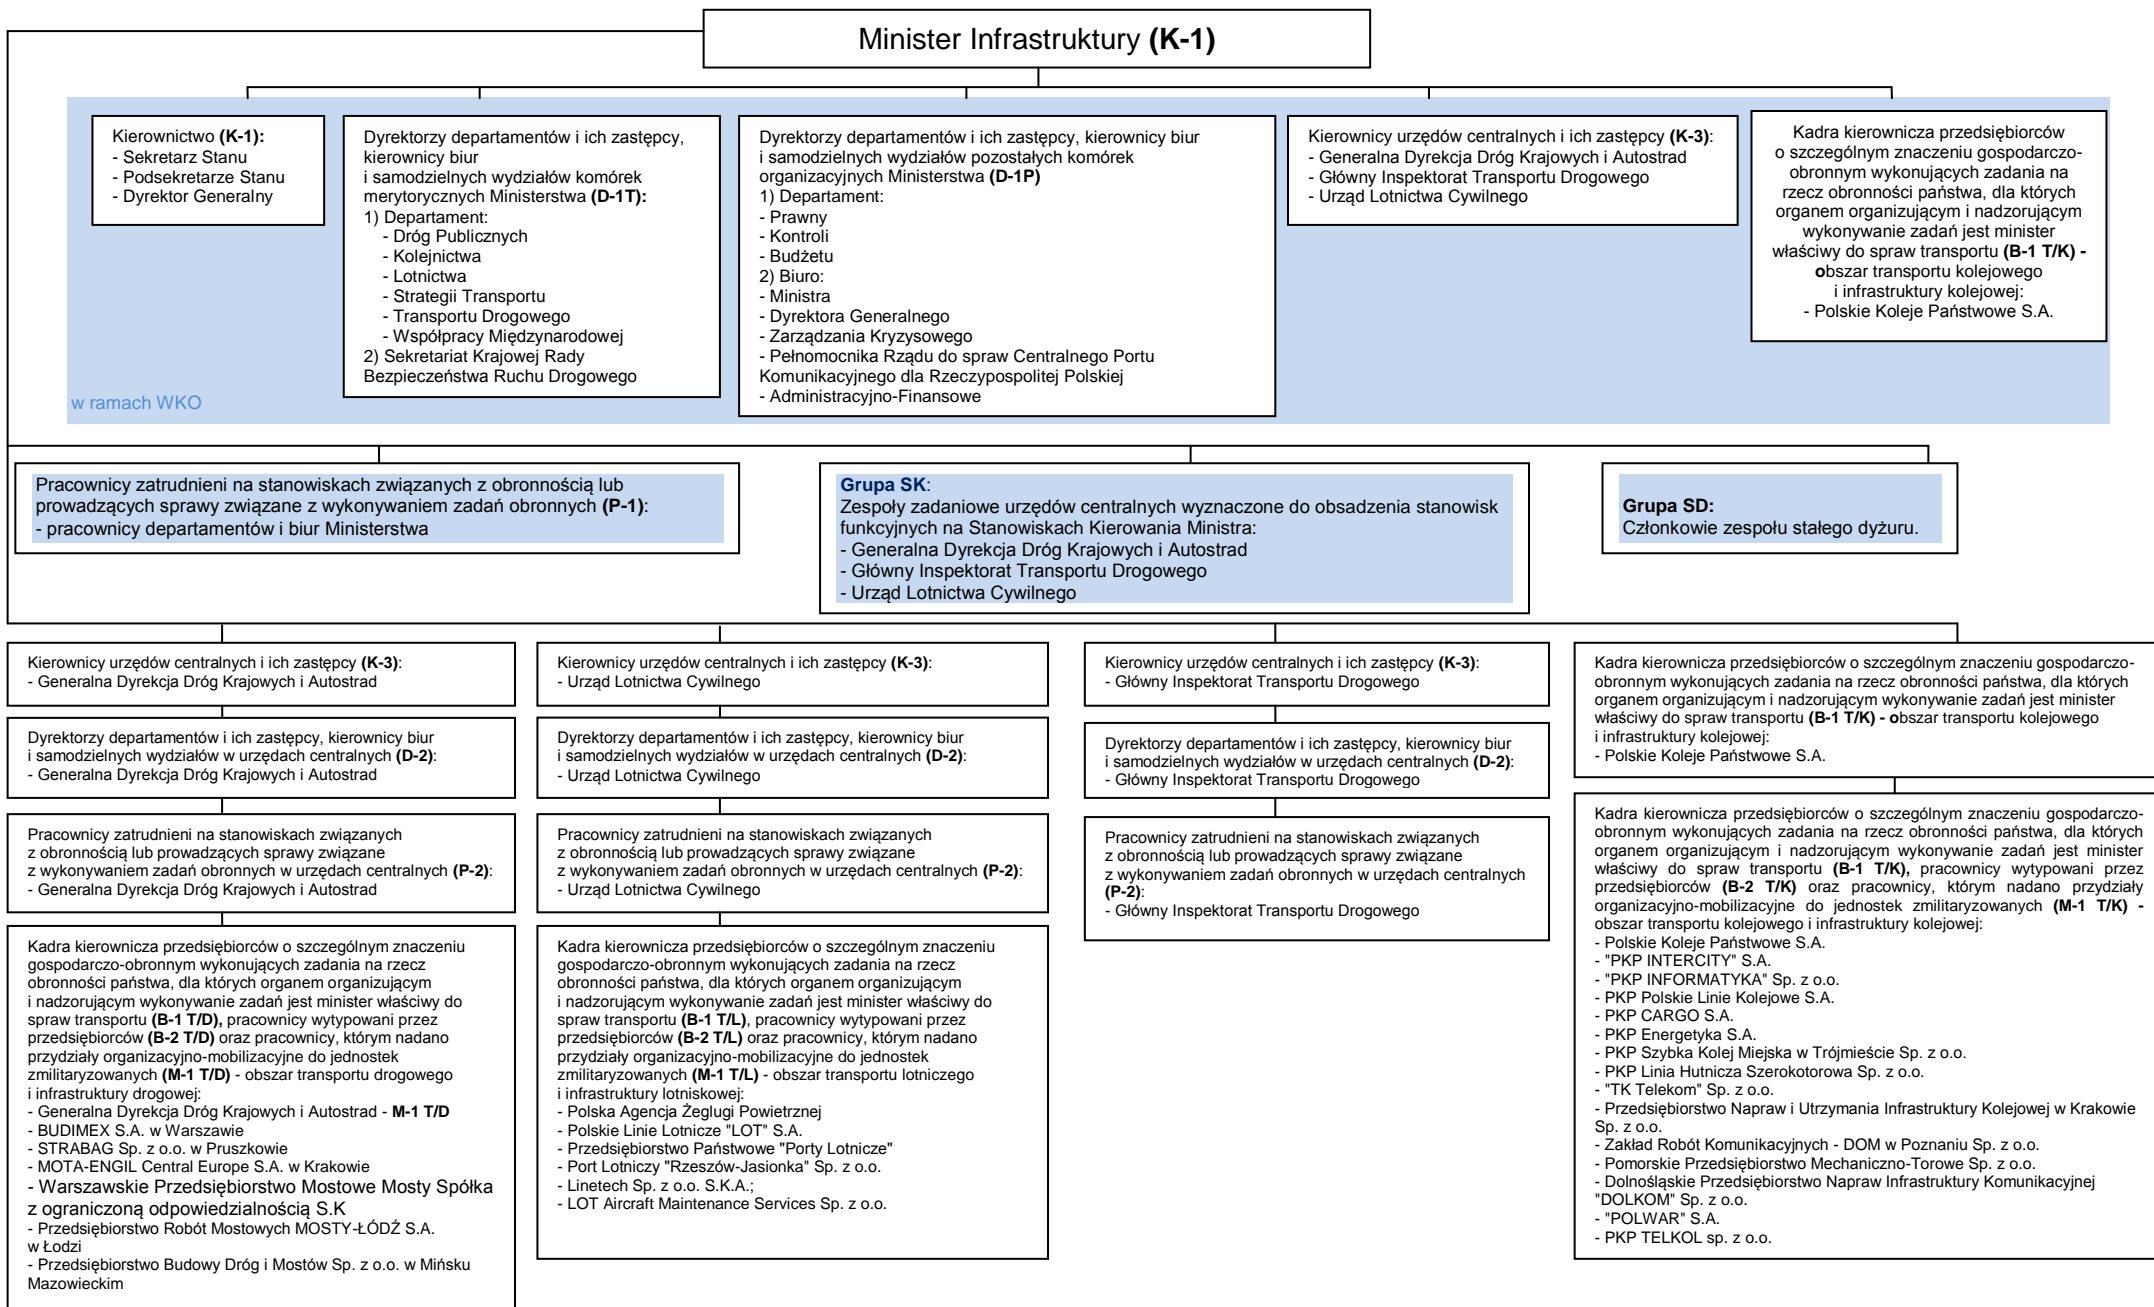 Minister Infrastruktury (K-1)
Kierownictwo (K-1):
- Sekretarz Stanu
- Podsekretarze Stanu
- Dyrektor Generalny
Dyrektorzy departamentów i ich zastępcy,
kierownicy biur
i samodzielnych wydziałów komórek
merytorycznych Ministerstwa (D-1T):
1) Departament:
- Dróg Publicznych
- Kolejnictwa
- Lotnictwa
- Strategii Transportu
- Transportu Drogowego
- Współpracy Międzynarodowej
2) Sekretariat Krajowej Rady
Bezpieczeństwa Ruchu Drogowego
Dyrektorzy departamentów i ich zastępcy, kierownicy biur
i samodzielnych wydziałów pozostałych komórek
organizacyjnych Ministerstwa (D-1P)
1) Departament:
- Prawny
- Kontroli
- Budżetu
2) Biuro:
- Ministra
- Dyrektora Generalnego
- Zarządzania Kryzysowego
- Pełnomocnika Rządu do spraw Centralnego Portu
Komunikacyjnego dla Rzeczypospolitej Polskiej
- Administracyjno-Finansowe
Kierownicy urzędów centralnych i ich zastępcy (K-3):
- Generalna Dyrekcja Dróg Krajowych i Autostrad
- Główny Inspektorat Transportu Drogowego
- Urząd Lotnictwa Cywilnego
Kadra kierownicza przedsiębiorców
o szczególnym znaczeniu gospodarczo-
obronnym wykonujących zadania na
rzecz obronności państwa, dla których
organem organizującym i nadzorującym
wykonywanie zadań jest minister
właściwy do spraw transportu (B-1 T/K) -
obszar transportu kolejowego
i infrastruktury kolejowej:
- Polskie Koleje Państwowe S.A.
w ramach WKO
Pracownicy zatrudnieni na stanowiskach związanych z obronnością lub
prowadzących sprawy związane z wykonywaniem zadań obronnych (P-1):
- pracownicy departamentów i biur Ministerstwa
Grupa SK:
Zespoły zadaniowe urzędów centralnych wyznaczone do obsadzenia stanowisk
funkcyjnych na Stanowiskach Kierowania Ministra:
- Generalna Dyrekcja Dróg Krajowych i Autostrad
- Główny Inspektorat Transportu Drogowego
- Urząd Lotnictwa Cywilnego
Grupa SD:
Członkowie zespołu stałego dyżuru.
Kierownicy urzędów centralnych i ich zastępcy (K-3):
- Generalna Dyrekcja Dróg Krajowych i Autostrad
Dyrektorzy departamentów i ich zastępcy, kierownicy biur
i samodzielnych wydziałów w urzędach centralnych (D-2):
- Generalna Dyrekcja Dróg Krajowych i Autostrad
Pracownicy zatrudnieni na stanowiskach związanych
z obronnością lub prowadzących sprawy związane
z wykonywaniem zadań obronnych w urzędach centralnych (P-2):
- Generalna Dyrekcja Dróg Krajowych i Autostrad
Kadra kierownicza przedsiębiorców o szczególnym znaczeniu
gospodarczo-obronnym wykonujących zadania na rzecz
obronności państwa, dla których organem organizującym
i nadzorującym wykonywanie zadań jest minister właściwy do
spraw transportu (B-1 T/D), pracownicy wytypowani przez
przedsiębiorców (B-2 T/D) oraz pracownicy, którym nadano
przydziały organizacyjno-mobilizacyjne do jednostek
zmilitaryzowanych (M-1 T/D) - obszar transportu drogowego
i infrastruktury drogowej:
- Generalna Dyrekcja Dróg Krajowych i Autostrad - M-1 T/D
- BUDIMEX S.A. w Warszawie
- STRABAG Sp. z o.o. w Pruszkowie
- MOTA-ENGIL Central Europe S.A. w Krakowie
- Warszawskie Przedsiębiorstwo Mostowe Mosty Spółka
z ograniczoną odpowiedzialnością S.K
- Przedsiębiorstwo Robót Mostowych MOSTY-ŁÓDŹ S.A.
w Łodzi
- Przedsiębiorstwo Budowy Dróg i Mostów Sp. z o.o. w Mińsku
Mazowieckim
Kierownicy urzędów centralnych i ich zastępcy (K-3):
- Urząd Lotnictwa Cywilnego
Dyrektorzy departamentów i ich zastępcy, kierownicy biur
i samodzielnych wydziałów w urzędach centralnych (D-2):
- Urząd Lotnictwa Cywilnego
Pracownicy zatrudnieni na stanowiskach związanych
z obronnością lub prowadzących sprawy związane
z wykonywaniem zadań obronnych w urzędach centralnych (P-2):
- Urząd Lotnictwa Cywilnego
Kadra kierownicza przedsiębiorców o szczególnym znaczeniu
gospodarczo-obronnym wykonujących zadania na rzecz
obronności państwa, dla których organem organizującym
i nadzorującym wykonywanie zadań jest minister właściwy do
spraw transportu (B-1 T/L), pracownicy wytypowani przez
przedsiębiorców (B-2 T/L) oraz pracownicy, którym nadano
przydziały organizacyjno-mobilizacyjne do jednostek
zmilitaryzowanych (M-1 T/L) - obszar transportu lotniczego
i infrastruktury lotniskowej:
- Polska Agencja Żeglugi Powietrznej
- Polskie Linie Lotnicze "LOT" S.A.
- Przedsiębiorstwo Państwowe "Porty Lotnicze"
- Port Lotniczy "Rzeszów-Jasionka" Sp. z o.o.
- Linetech Sp. z o.o. S.K.A.;
- LOT Aircraft Maintenance Services Sp. z o.o.
Kierownicy urzędów centralnych i ich zastępcy (K-3):
- Główny Inspektorat Transportu Drogowego
Dyrektorzy departamentów i ich zastępcy, kierownicy biur
i samodzielnych wydziałów w urzędach centralnych (D-2):
- Główny Inspektorat Transportu Drogowego
Pracownicy zatrudnieni na stanowiskach związanych
z obronnością lub prowadzących sprawy związane
z wykonywaniem zadań obronnych w urzędach centralnych
(P-2):
- Główny Inspektorat Transportu Drogowego
Kadra kierownicza przedsiębiorców o szczególnym znaczeniu gospodarczo-
obronnym wykonujących zadania na rzecz obronności państwa, dla których
organem organizującym i nadzorującym wykonywanie zadań jest minister
właściwy do spraw transportu (B-1 T/K) - obszar transportu kolejowego
i infrastruktury kolejowej:
- Polskie Koleje Państwowe S.A.
Kadra kierownicza przedsiębiorców o szczególnym znaczeniu gospodarczo-
obronnym wykonujących zadania na rzecz obronności państwa, dla których
organem organizującym i nadzorującym wykonywanie zadań jest minister
właściwy do spraw transportu (B-1 T/K), pracownicy wytypowani przez
przedsiębiorców (B-2 T/K) oraz pracownicy, którym nadano przydziały
organizacyjno-mobilizacyjne do jednostek zmilitaryzowanych (M-1 T/K) -
obszar transportu kolejowego i infrastruktury kolejowej:
- Polskie Koleje Państwowe S.A.
- "PKP INTERCITY" S.A.
- "PKP INFORMATYKA" Sp. z o.o.
- PKP Polskie Linie Kolejowe S.A.
- PKP CARGO S.A.
- PKP Energetyka S.A.
- PKP Szybka Kolej Miejska w Trójmieście Sp. z o.o.
- PKP Linia Hutnicza Szerokotorowa Sp. z o.o.
- "TK Telekom" Sp. z o.o.
- Przedsiębiorstwo Napraw i Utrzymania Infrastruktury Kolejowej w Krakowie
Sp. z o.o.
- Zakład Robót Komunikacyjnych - DOM w Poznaniu Sp. z o.o.
- Pomorskie Przedsiębiorstwo Mechaniczno-Torowe Sp. z o.o.
- Dolnośląskie Przedsiębiorstwo Napraw Infrastruktury Komunikacyjnej
"DOLKOM" Sp. z o.o.
- "POLWAR" S.A.
- PKP TELKOL sp. z o.o.